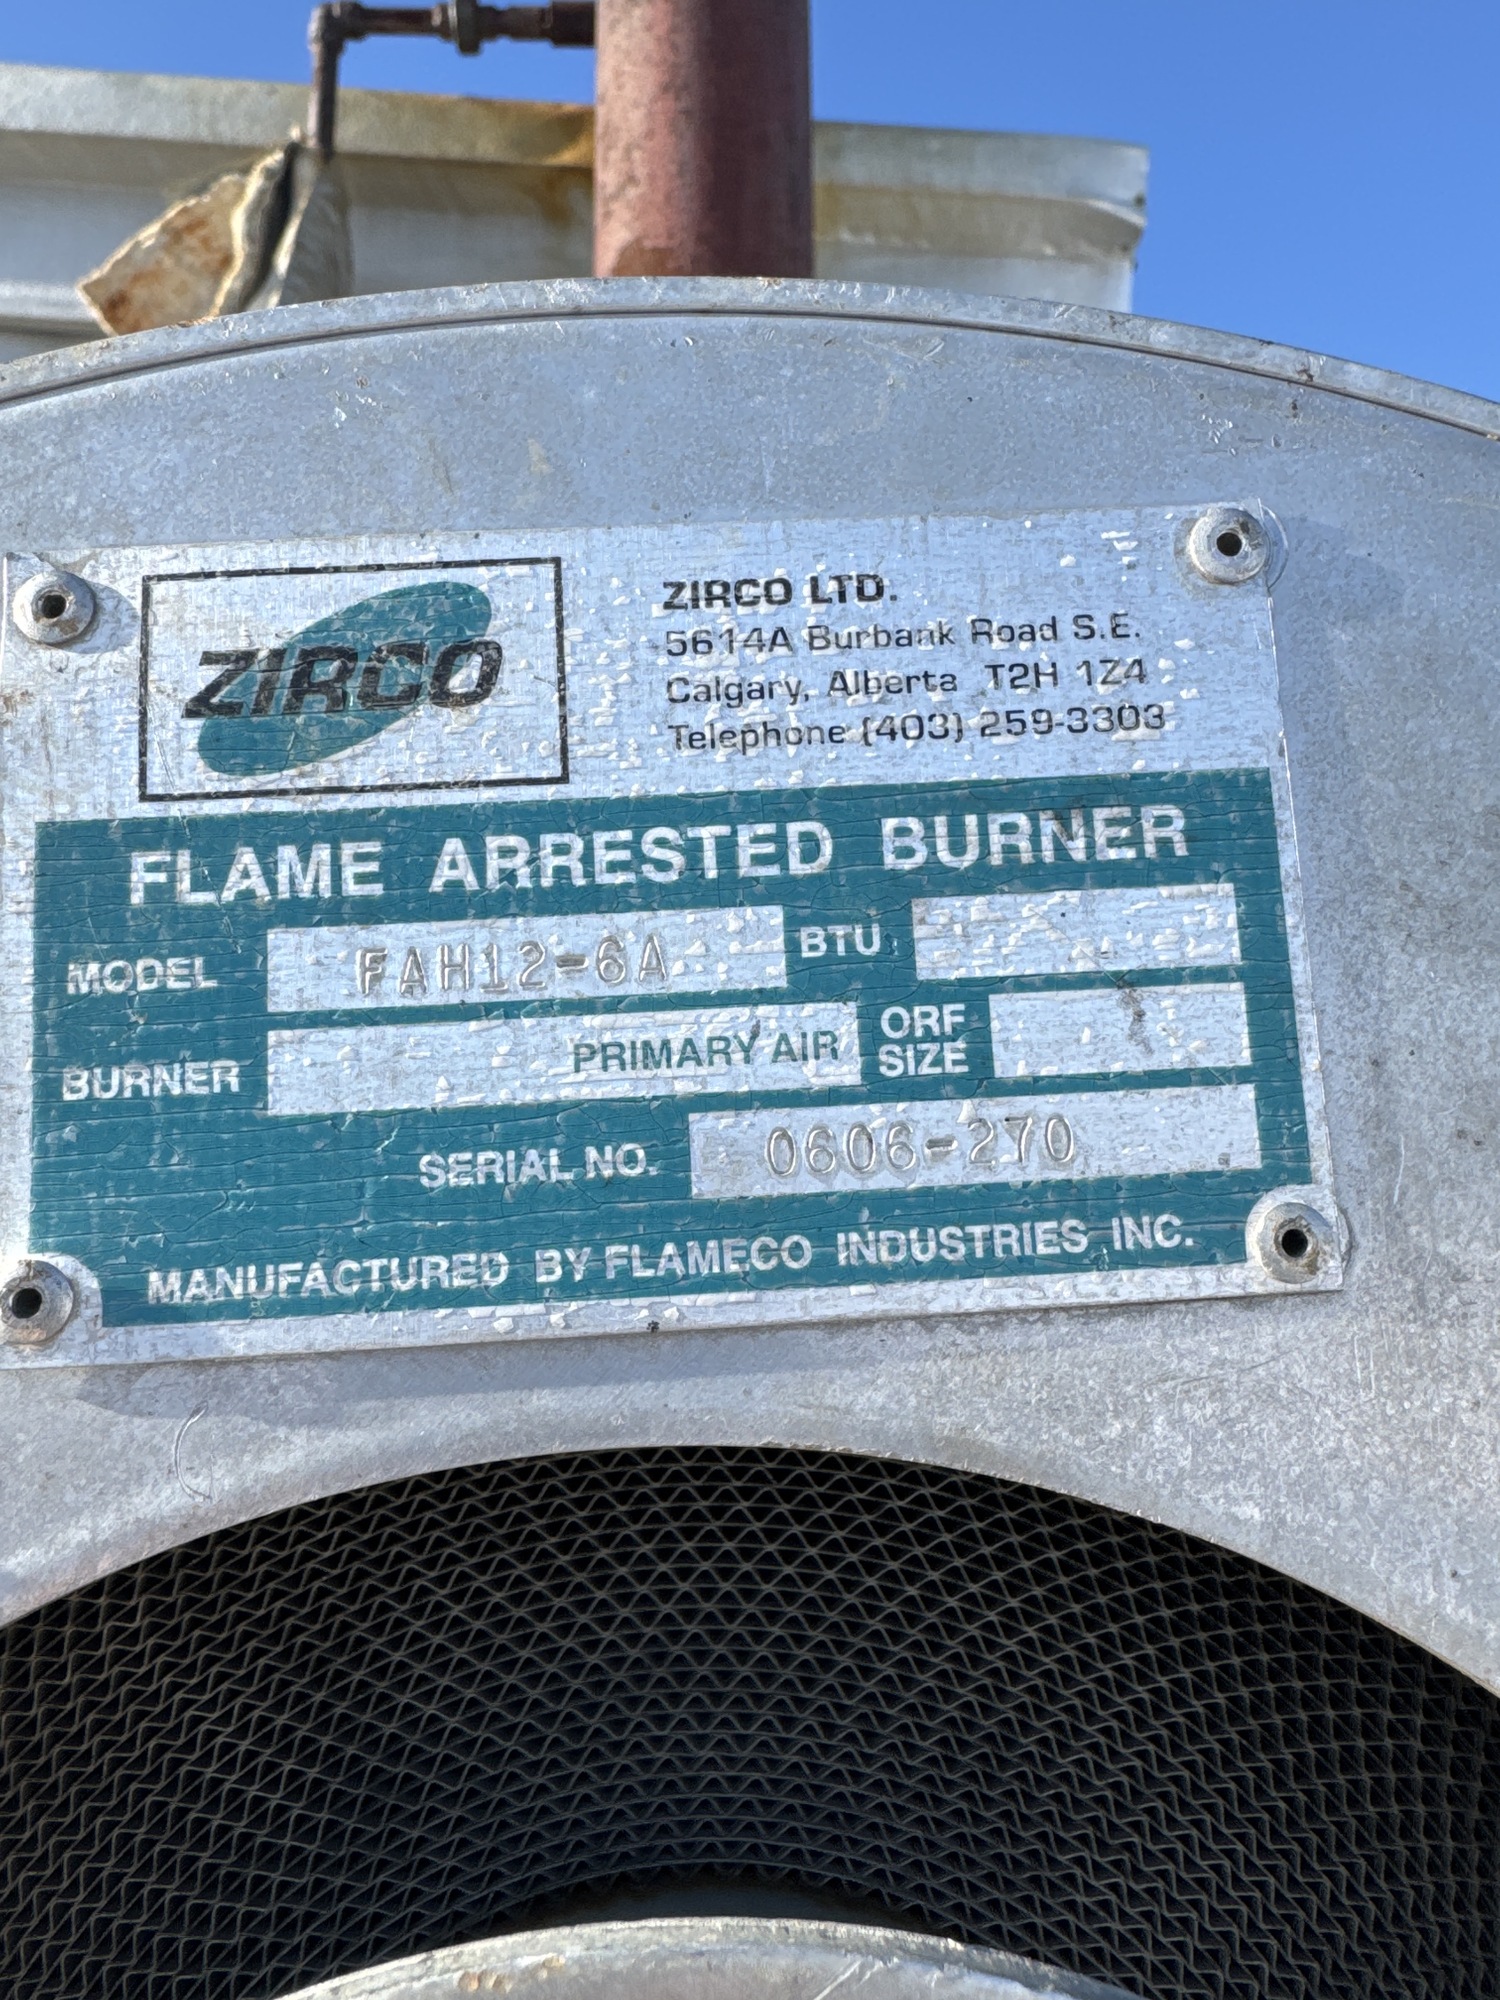 ZIRCO
ZIRCO LTD.
5614A Burbank Road S.E.
Calgary, Alberta T2H 1Z4
Telephone (403) 259-3303
FLAME ARRESTED BURNER
MODEL FAH12-6A BTU
BURNER PRIMARY AIR ORF SIZE
SERIAL NO. 0606-270
MANUFACTURED BY FLAMECO INDUSTRIES INC.